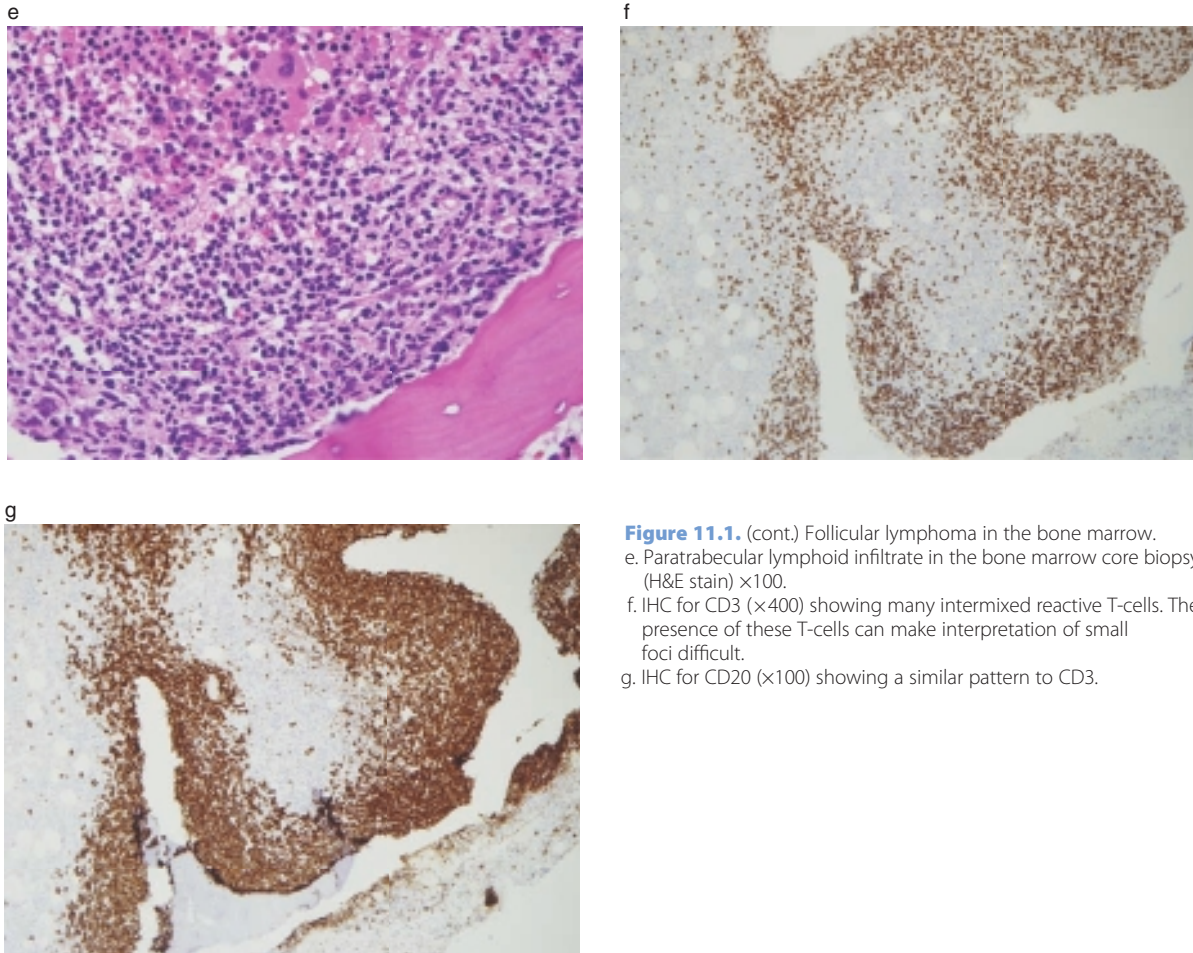 e
f
g
Figure 11.1. (cont.) Follicular lymphoma in the bone marrow.
e. Paratrabecular lymphoid infiltrate in the bone marrow core biopsy
(H&E stain) ×100.
f. IHC for CD3 (×400) showing many intermixed reactive T-cells. The
presence of these T-cells can make interpretation of small
foci difficult.
g. IHC for CD20 (×100) showing a similar pattern to CD3.